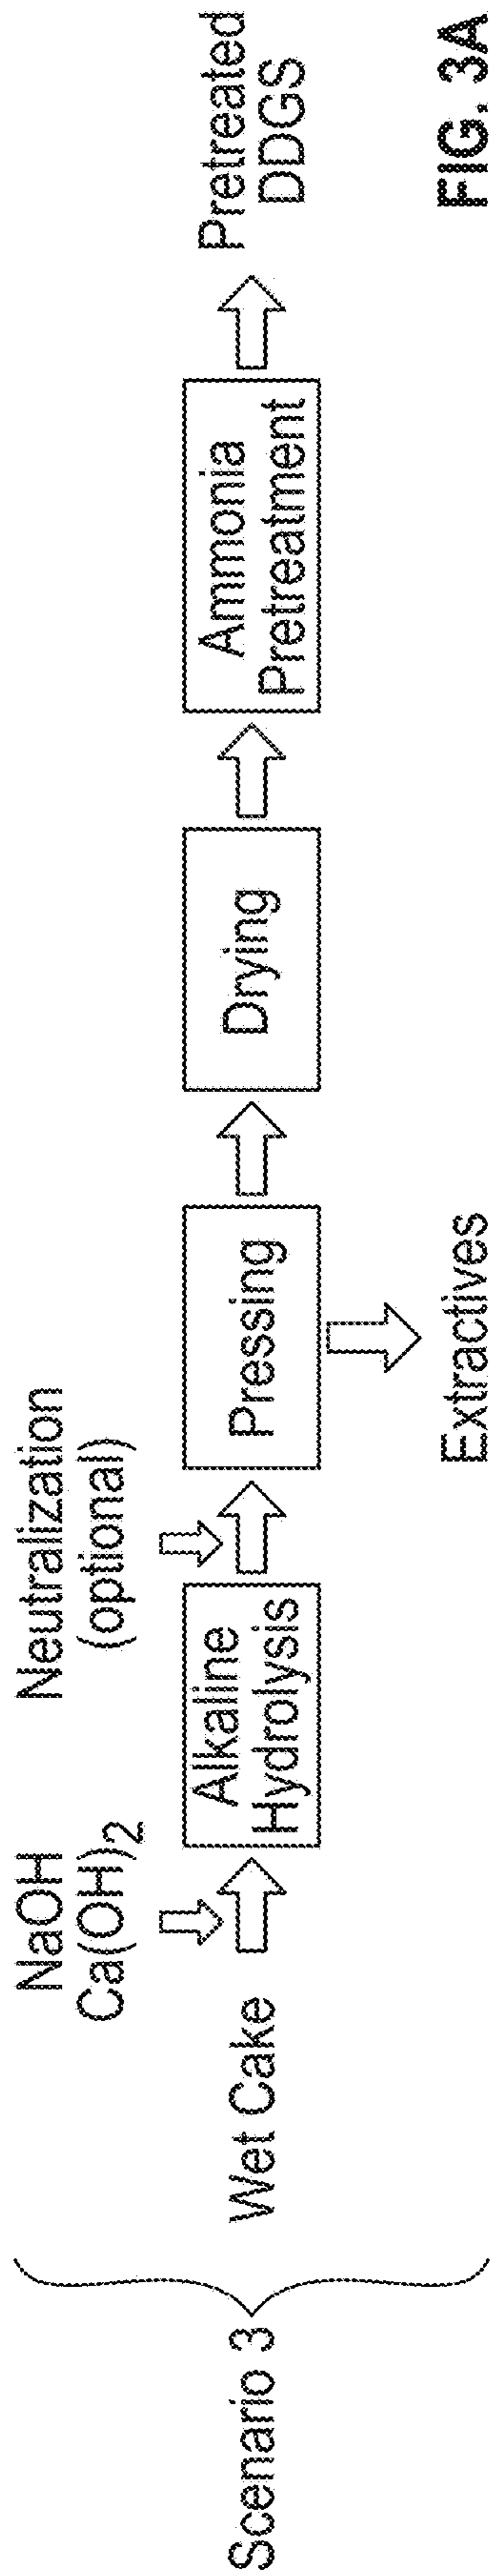 Scenario 3
Wet Cake
NaOH
Ca(OH)2
Alkaline
Hydrolysis
Neutralization
(optional)
Pressing
Extractives
Drying
Ammonia
Pretreatment
Pretreated
DDGS
FIG. 3A